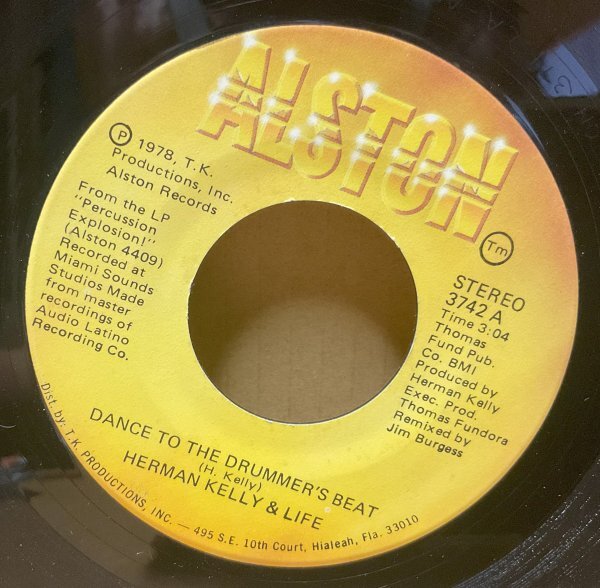 ALSTON
Tm
Ⓟ 1978, T.K.
Productions, Inc.
Alston Records
From the LP
"Percussion
Explosion!"
(Alston 4409)
Recorded at
Miami Sounds
Studios Made
from master
recordings of
Audio Latino
Recording Co.
STEREO
3742 A
Time 3:04
Thomas
Fund Pub.
Co. BMI
Produced by
Herman Kelly
Exec. Prod.
Thomas Fundora
Remixed by
Jim Burgess
DANCE TO THE DRUMMER'S BEAT
(H. Kelly)
HERMAN KELLY & LIFE
Dist. by: T.K. PRODUCTIONS, INC. — 495 S.E. 10th Court, Hialeah, Fla. 33010